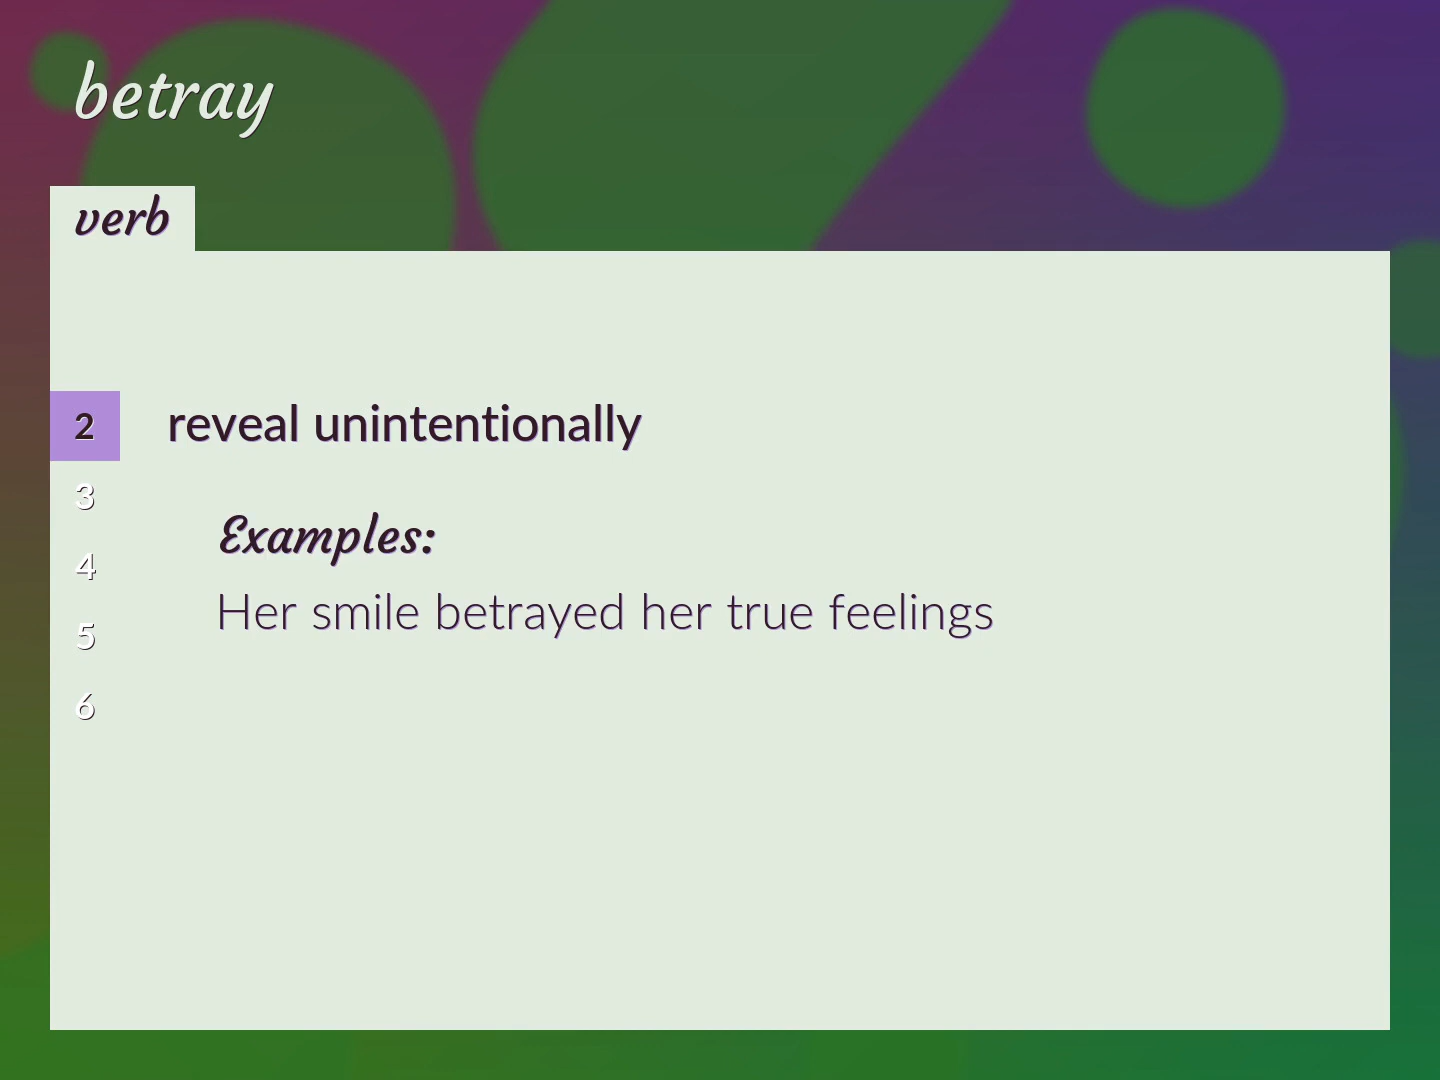 betray
verb
2 reveal unintentionally
3
Examples:
4
Her smile betrayed her true feelings
5
6